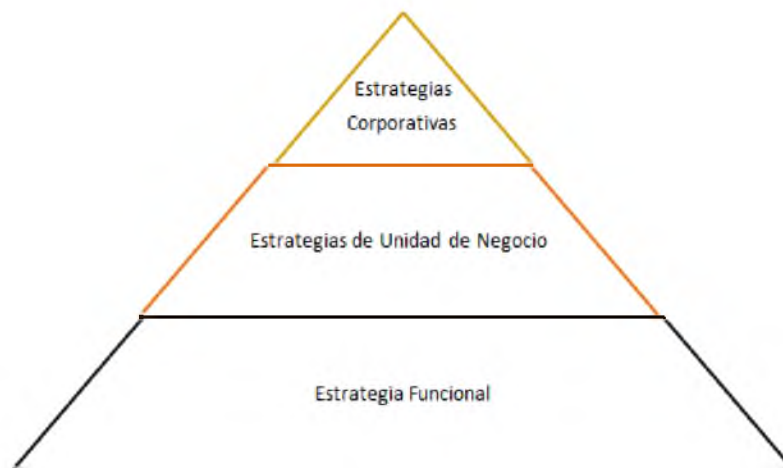 Estrategias
Corporativas
Estrategias de Unidad de Negocio
Estrategia Funcional